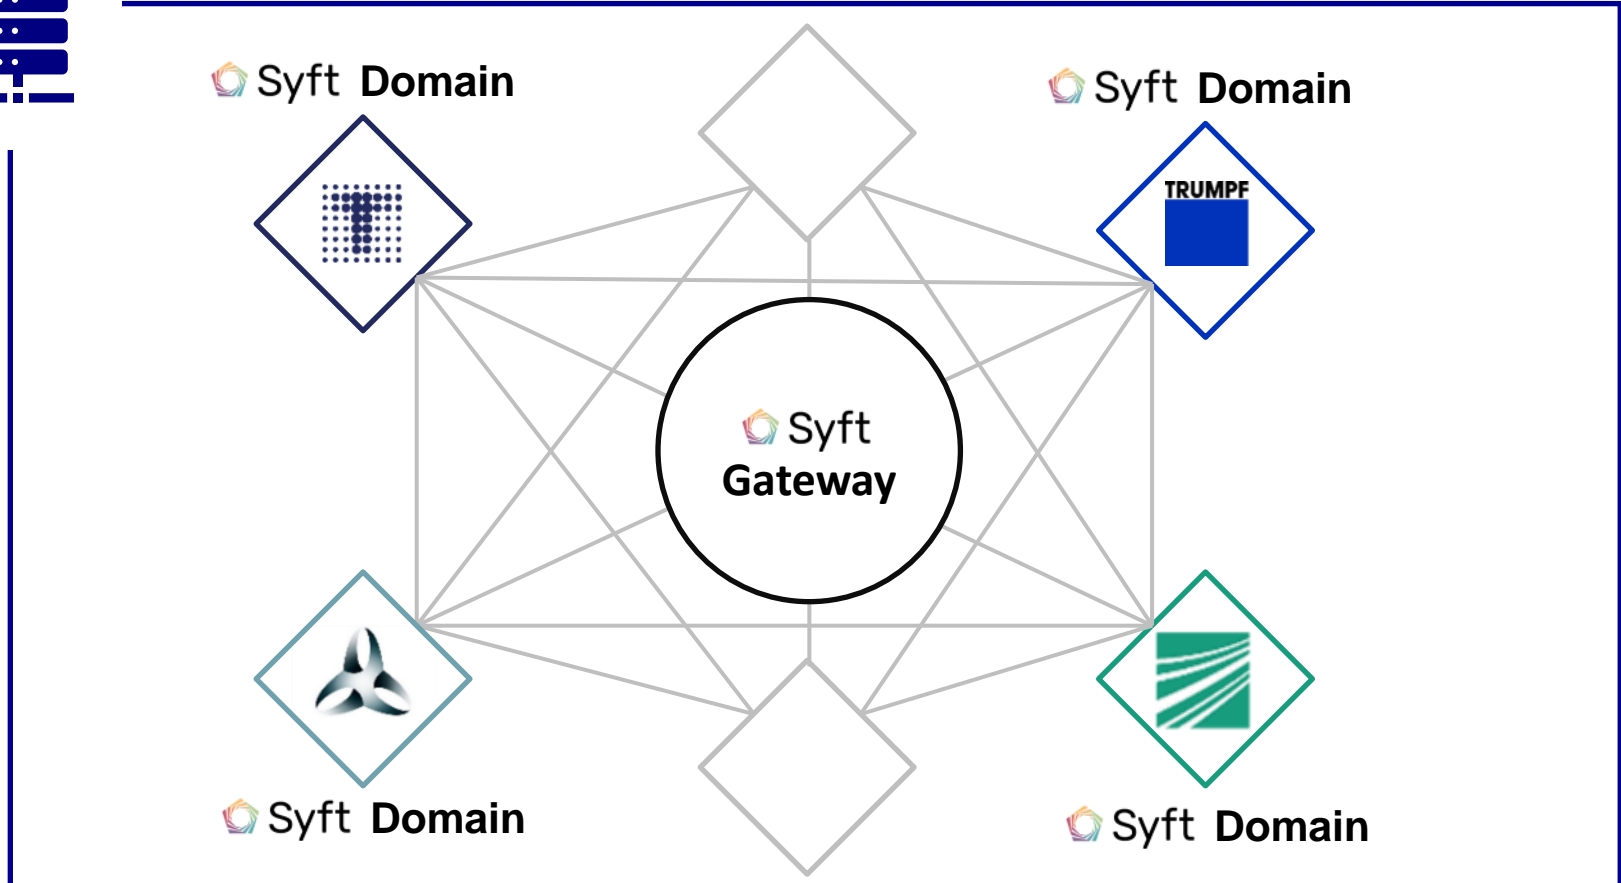 Syft Domain
Syft Domain
TRUMPF
Syft
Gateway
Syft Domain
Syft Domain